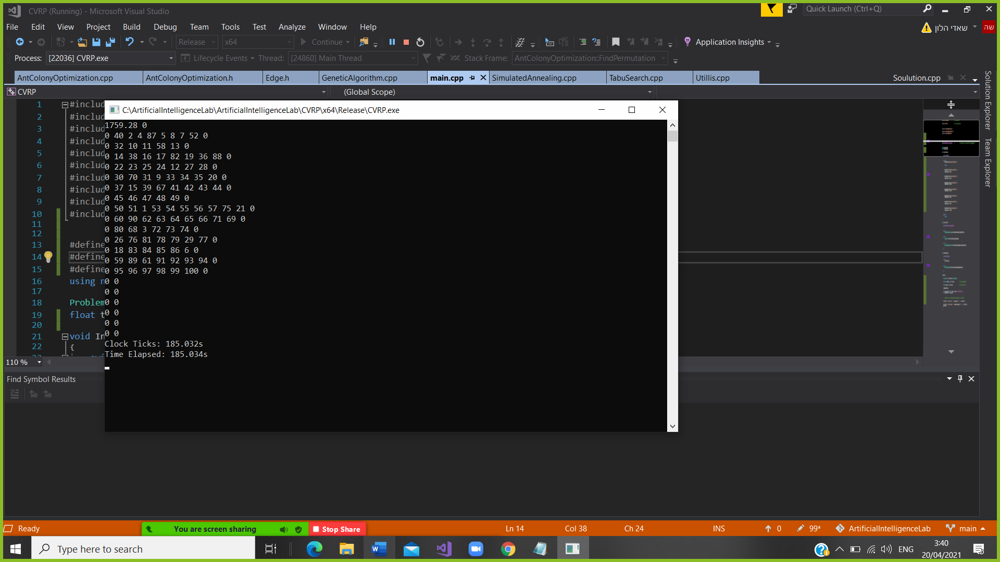 CVRP (Running) - Microsoft Visual Studio
Quick Launch (Ctrl+Q)
File Edit View Project Build Debug Team Tools Test Analyze Window Help
שאדי הלון
שה
Release x64 Continue Application Insights
Process: [22036] CVRP.exe Lifecycle Events Thread: [24860] Main Thread Stack Frame: AntColonyOptimization::FindPermutation
AntColonyOptimization.cpp AntColonyOptimization.h Edge.h GeneticAlgorithm.cpp main.cpp SimulatedAnnealing.cpp TabuSearch.cpp Utillis.cpp Soulution.cpp
CVRP (Global Scope)
Solution Explorer
Team Explorer
1 #includ
2 #includ
3 #includ
4 #includ
5 #includ
6 #includ
7 #includ
8 #includ
9 #includ
10 #includ
11
12
13 #define
14 #define
15 #define
16 using n
17
18 Problem
19 float t
20
21 void In
22 {
C:\ArtificialIntelligenceLab\ArtificialIntelligenceLab\CVRP\x64\Release\CVRP.exe
1759.28 0
0 40 2 4 87 5 8 7 52 0
0 32 10 11 58 13 0
0 14 38 16 17 82 19 36 88 0
0 22 23 25 24 12 27 28 0
0 30 70 31 9 33 34 35 20 0
0 37 15 39 67 41 42 43 44 0
0 45 46 47 48 49 0
0 50 51 1 53 54 55 56 57 75 21 0
0 60 90 62 63 64 65 66 71 69 0
0 80 68 3 72 73 74 0
0 26 76 81 78 79 29 77 0
0 18 83 84 85 86 6 0
0 59 89 61 91 92 93 94 0
0 95 96 97 98 99 100 0
0 0
0 0
0 0
0 0
0 0
0 0
Clock Ticks: 185.032s
Time Elapsed: 185.034s
110 %
Find Symbol Results
Ready You are screen sharing Stop Share Ln 14 Col 38 Ch 24 INS 0 99* ArtificialIntelligenceLab main
Type here to search
ENG
3:40
20/04/2021